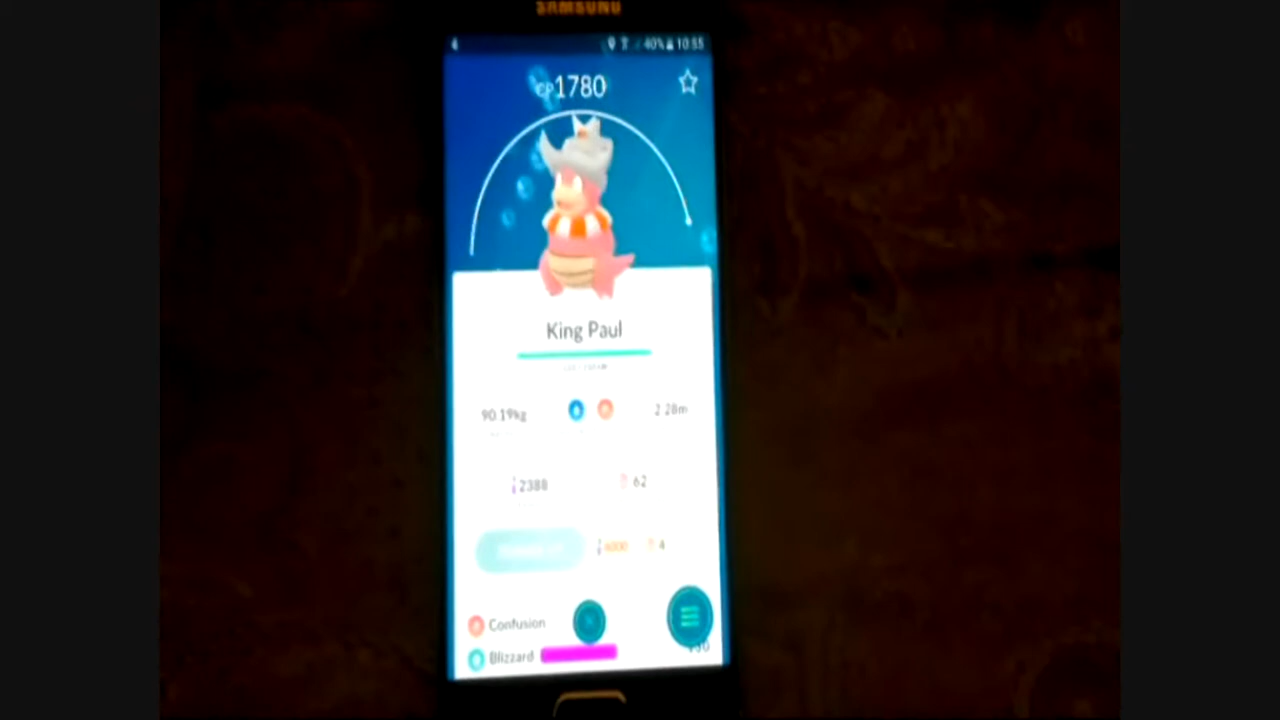 SAMSUNG
40% 10:55
CP1780
King Paul
90.19kg
2.28m
2388
62
4
Confusion
Blizzard